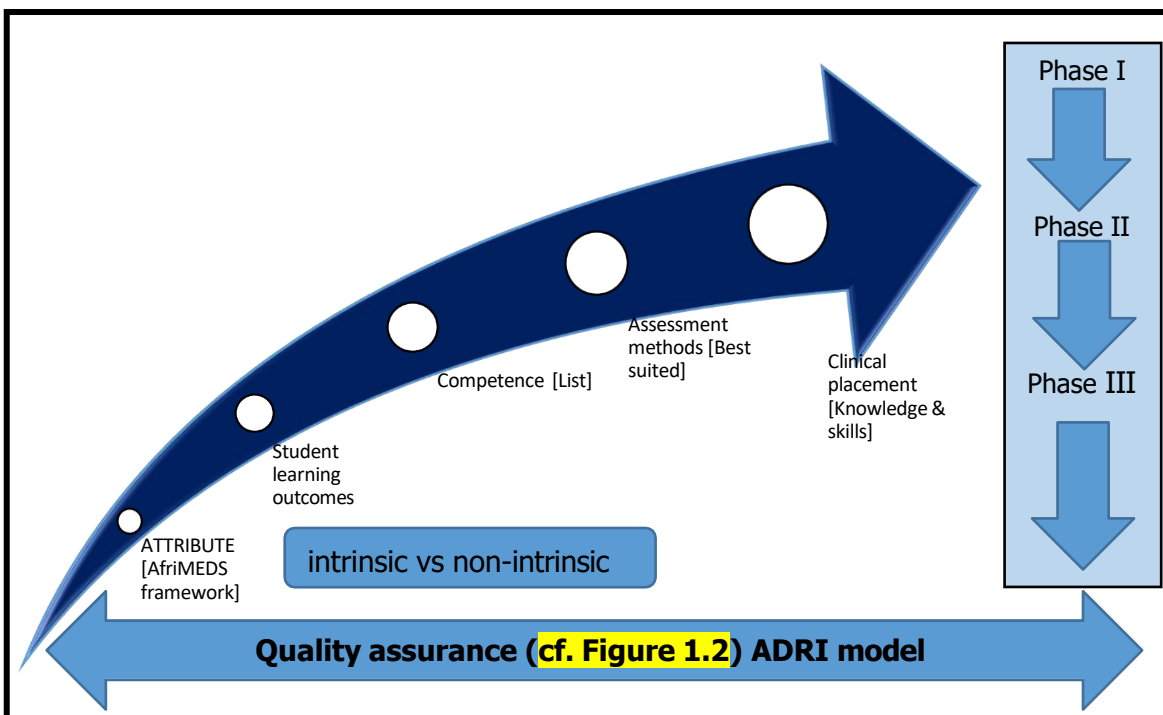 Phase I
Phase II
Phase III
Assessment
methods [Best
suited]
Clinical
placement
[Knowledge &
skills]
Competence [List]
Student
learning
outcomes
ATTRIBUTE
[AfriMEDS
framework]
intrinsic vs non-intrinsic
Quality assurance (cf. Figure 1.2) ADRI model